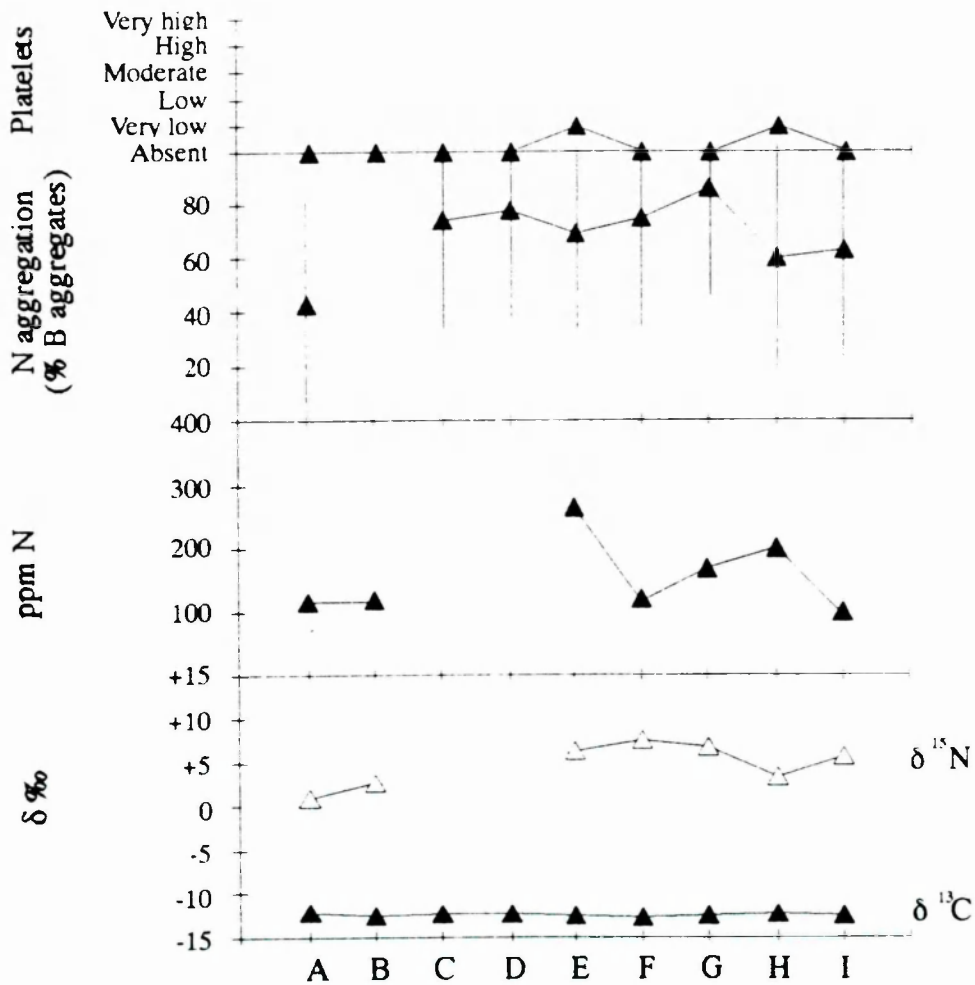 Platelets
Very high
High
Moderate
Low
Very low
Absent
N aggregation
(% B aggregates)
80
60
40
20
400
ppm N
300
200
100
+15
δ ‰
+10
+5
0
-5
-10
-15
δ ¹⁵N
δ ¹³C
A B C D E F G H I